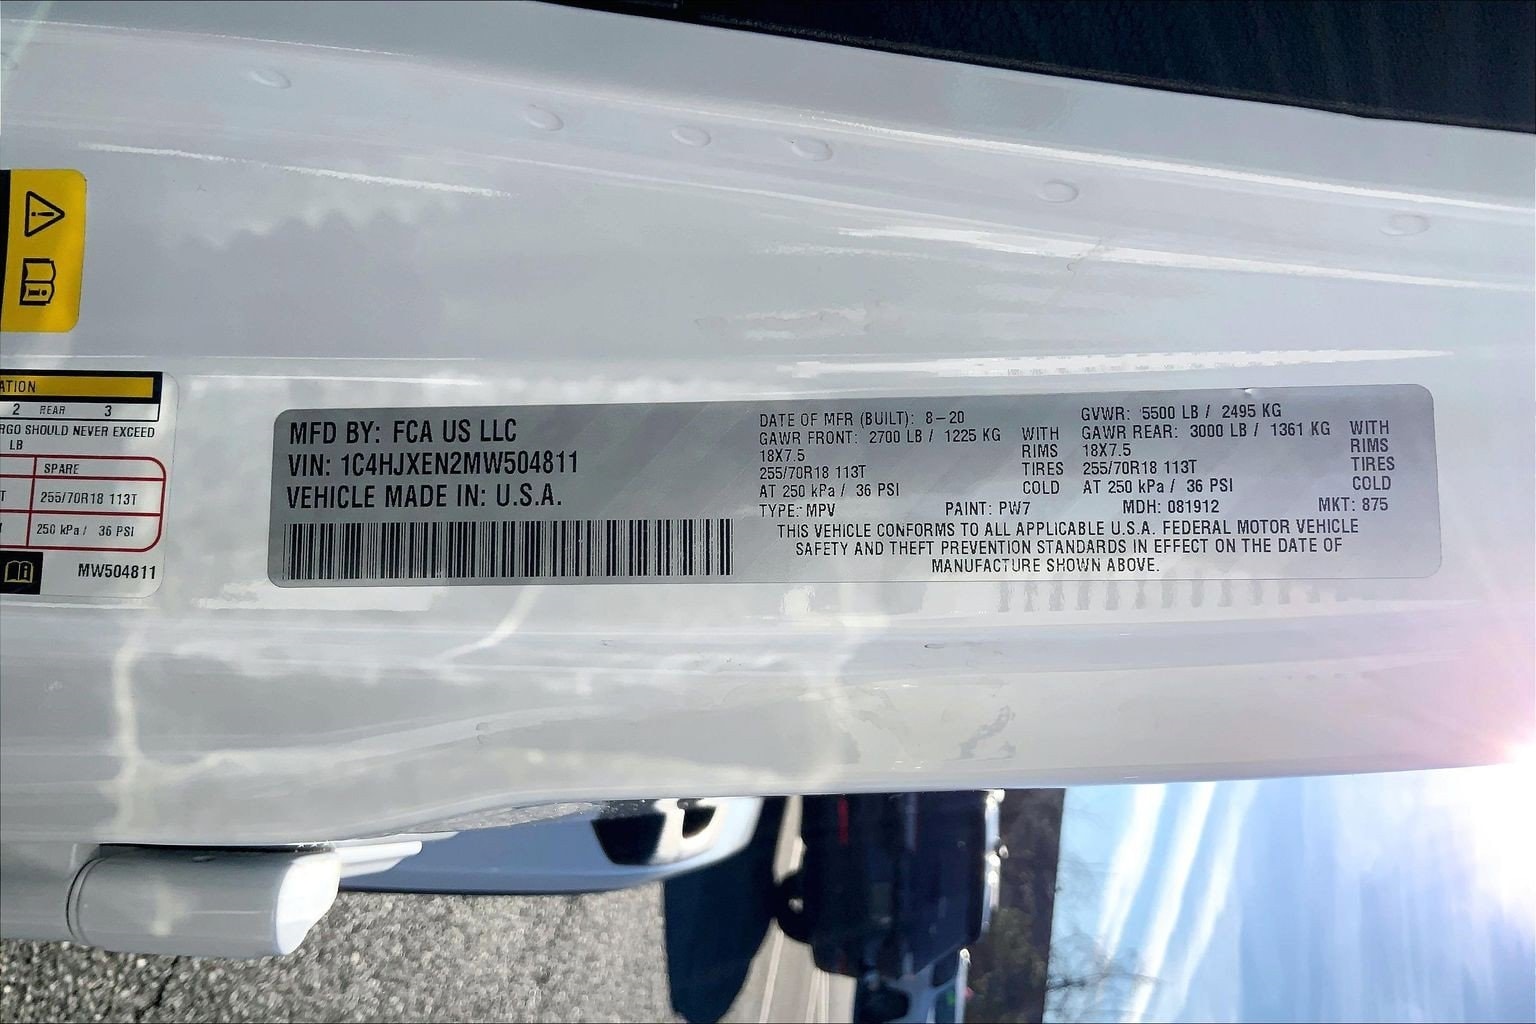 ATION
2 REAR 3
RGO SHOULD NEVER EXCEED
LB
SPARE
T 255/70R18 113T
250 kPa / 36 PSI
MW504811
MFD BY: FCA US LLC
VIN: 1C4HJXEN2MW504811
VEHICLE MADE IN: U.S.A.
DATE OF MFR (BUILT): 8-20 GVWR: 5500 LB / 2495 KG
GAWR FRONT: 2700 LB / 1225 KG WITH GAWR REAR: 3000 LB / 1361 KG WITH
18X7.5 RIMS 18X7.5 RIMS
255/70R18 113T TIRES 255/70R18 113T TIRES
AT 250 kPa / 36 PSI COLD AT 250 kPa / 36 PSI COLD
TYPE: MPV PAINT: PW7 MDH: 081912 MKT: 875
THIS VEHICLE CONFORMS TO ALL APPLICABLE U.S.A. FEDERAL MOTOR VEHICLE
SAFETY AND THEFT PREVENTION STANDARDS IN EFFECT ON THE DATE OF
MANUFACTURE SHOWN ABOVE.